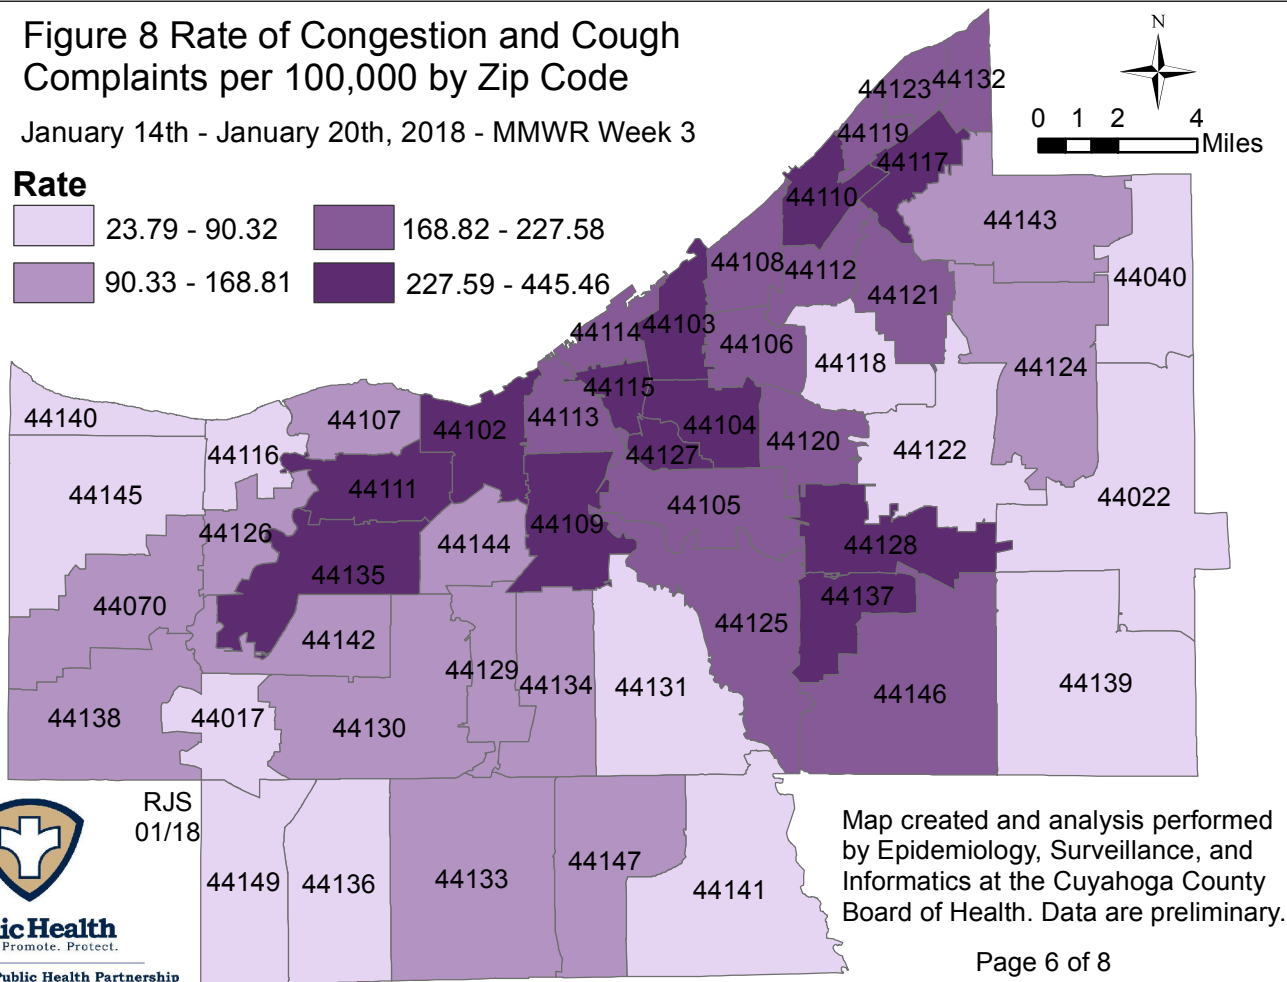 Figure 8 Rate of Congestion and Cough
Complaints per 100,000 by Zip Code
January 14th - January 20th, 2018 - MMWR Week 3
Rate
23.79 - 90.32
168.82 - 227.58
90.33 - 168.81
227.59 - 445.46
N
0 1 2 4
Miles
44123
44132
44119
44117
44110
44143
44108
44112
44040
44121
44114
44103
44106
44118
44124
44115
44140
44107
44102
44113
44104
44120
44116
44127
44122
44145
44111
44105
44022
44126
44109
44144
44128
44135
44070
44137
44142
44125
44129
44134
44131
44139
44146
44138
44017
44130
RJS
01/18
44149
44136
44133
44147
44141
ic Health
Promote. Protect.
Public Health Partnership
Map created and analysis performed
by Epidemiology, Surveillance, and
Informatics at the Cuyahoga County
Board of Health. Data are preliminary.
Page 6 of 8